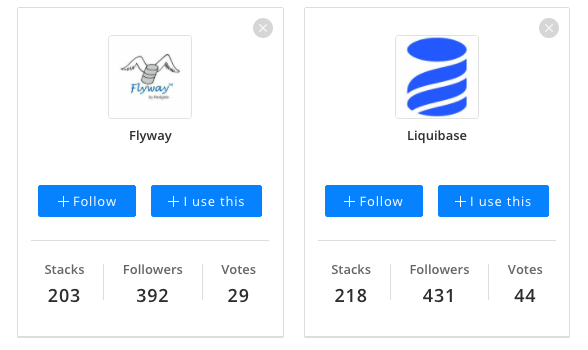 Flyway™
by Redgate
Flyway
+ Follow
+ I use this
Stacks
Followers
Votes
203
392
29
Liquibase
+ Follow
+ I use this
Stacks
Followers
Votes
218
431
44